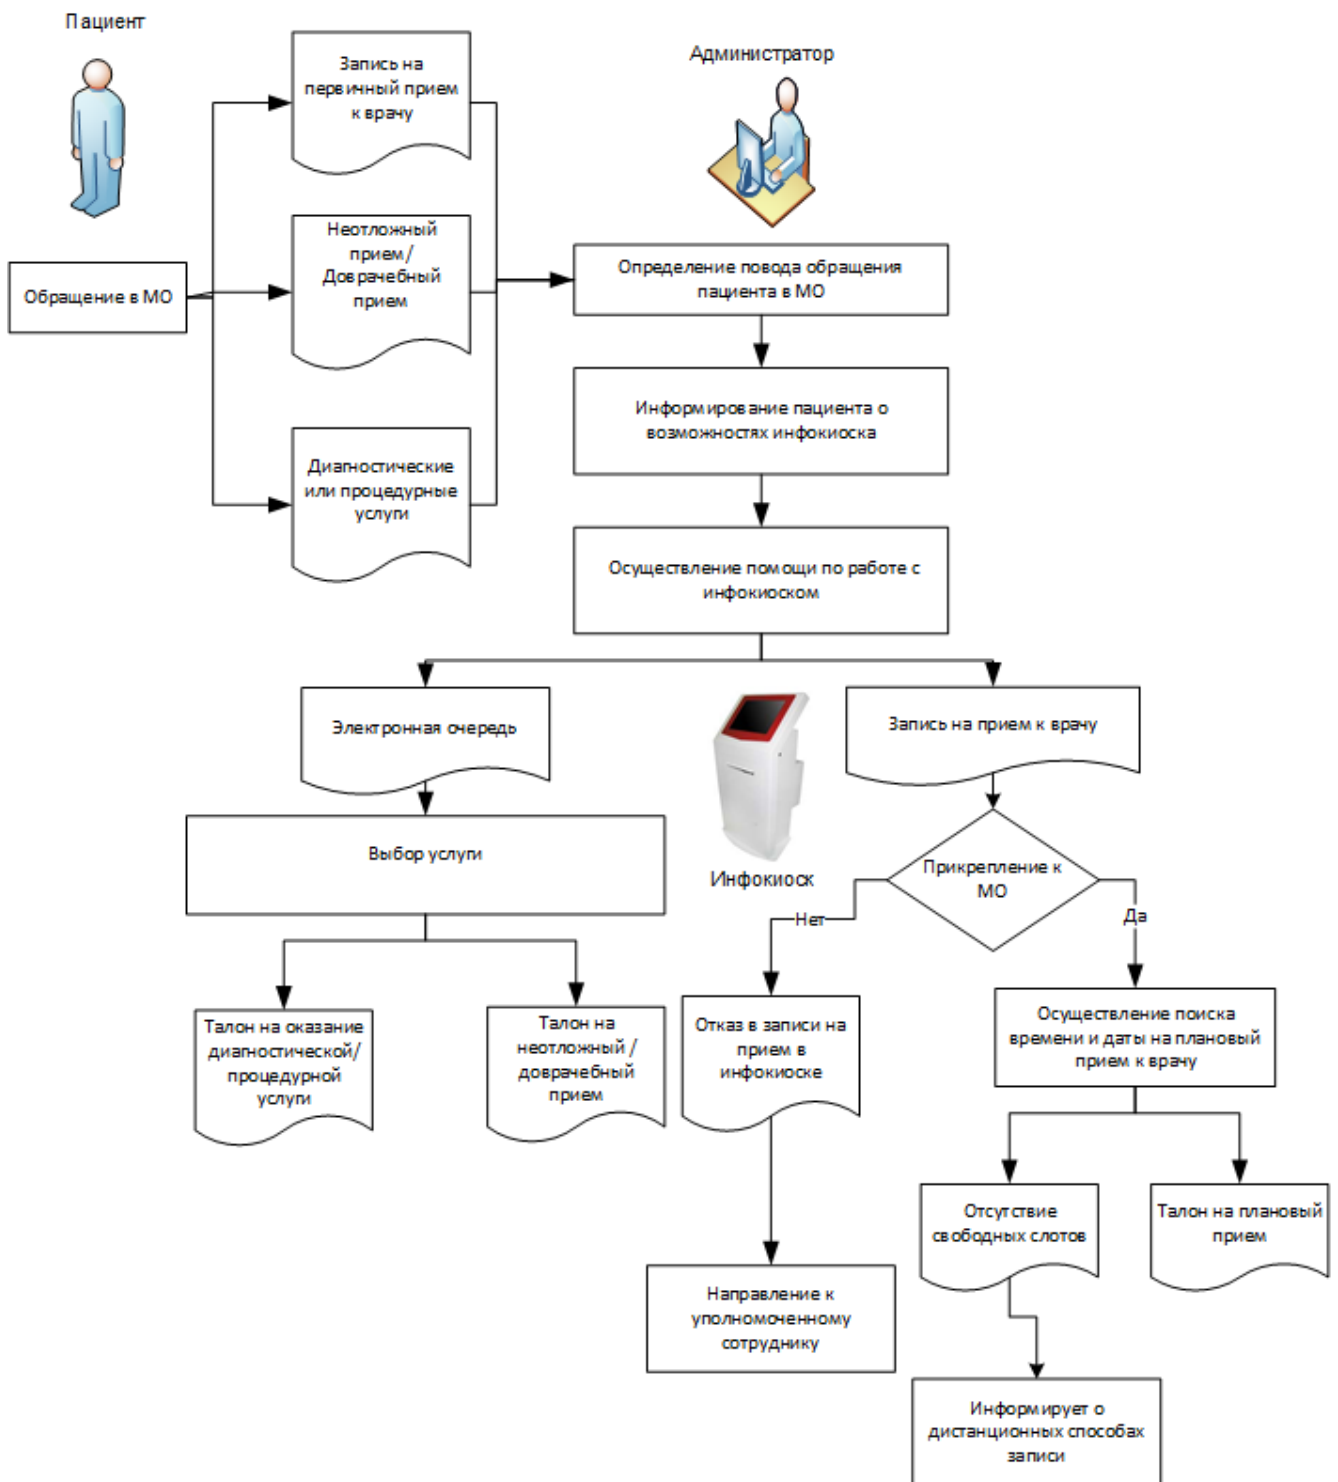 Пациент
Запись на
первичный прием
к врачу
Администратор
Неотложный
прием/
Доврачебный
прием
Обращение в МО
Определение повода обращения
пациента в МО
Информирование пациента о
возможностях инфокиоска
Диагностические
или процедурные
услуги
Осуществление помощи по работе с
инфокиоском
Электронная очередь
Запись на прием к врачу
Выбор услуги
Инфокиоск
Прикрепление к
МО
Нет
Да
Талон на оказание
диагностической/
процедурной
услуги
Талон на
неотложный /
доврачебный
прием
Отказ в записи на
прием в
инфокиоске
Осуществление поиска
времени и даты на плановый
прием к врачу
Отсутствие
свободных слотов
Талон на плановый
прием
Направление к
уполномоченному
сотруднику
Информирует о
дистанционных способах
записи